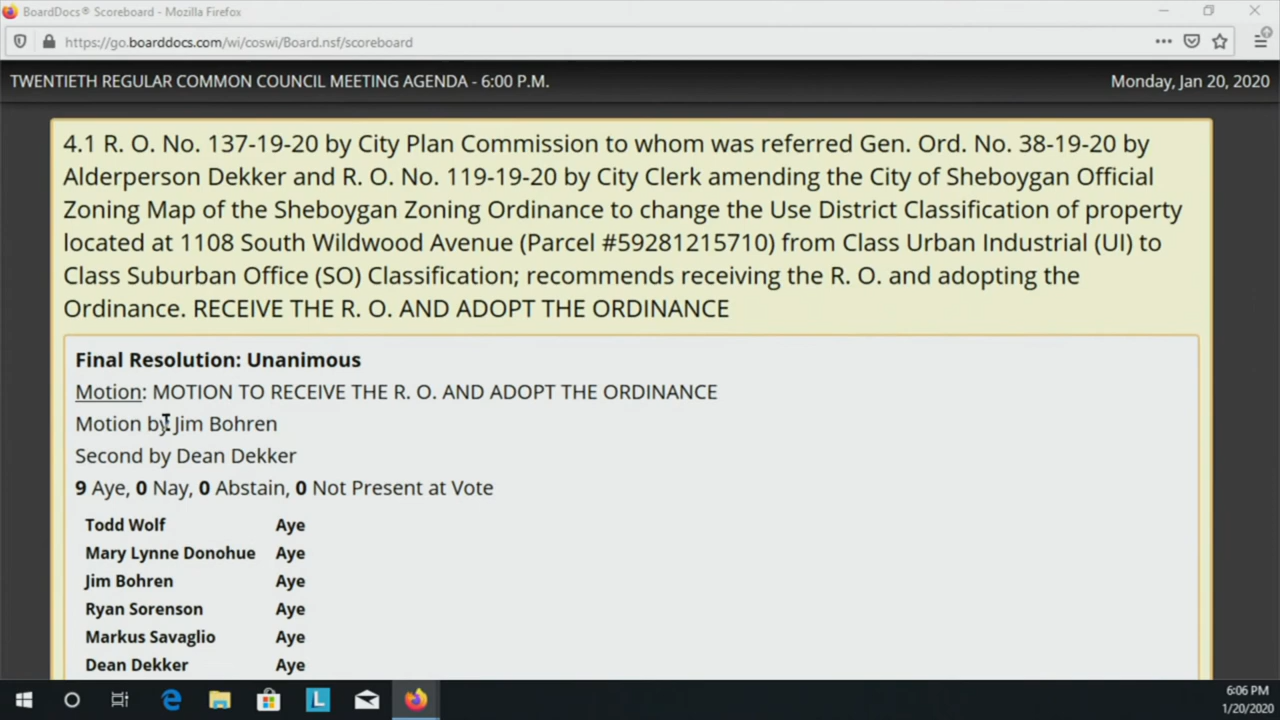 BoardDocs® Scoreboard - Mozilla Firefox
https://go.boarddocs.com/wi/coswi/Board.nsf/scoreboard
TWENTIETH REGULAR COMMON COUNCIL MEETING AGENDA - 6:00 P.M. Monday, Jan 20, 2020
4.1 R. O. No. 137-19-20 by City Plan Commission to whom was referred Gen. Ord. No. 38-19-20 by
Alderperson Dekker and R. O. No. 119-19-20 by City Clerk amending the City of Sheboygan Official
Zoning Map of the Sheboygan Zoning Ordinance to change the Use District Classification of property
located at 1108 South Wildwood Avenue (Parcel #59281215710) from Class Urban Industrial (UI) to
Class Suburban Office (SO) Classification; recommends receiving the R. O. and adopting the
Ordinance. RECEIVE THE R. O. AND ADOPT THE ORDINANCE
Final Resolution: Unanimous
Motion: MOTION TO RECEIVE THE R. O. AND ADOPT THE ORDINANCE
Motion by Jim Bohren
Second by Dean Dekker
9 Aye, 0 Nay, 0 Abstain, 0 Not Present at Vote
Todd Wolf Aye
Mary Lynne Donohue Aye
Jim Bohren Aye
Ryan Sorenson Aye
Markus Savaglio Aye
Dean Dekker Aye
L
6:06 PM
1/20/2020